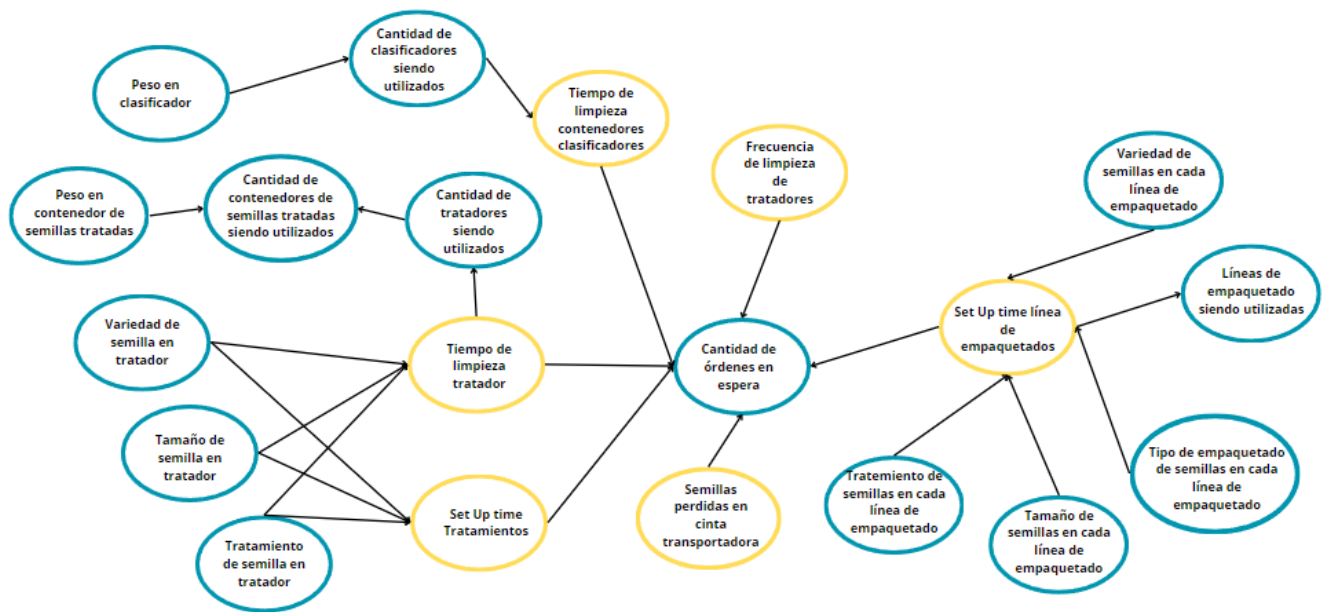 Peso en
clasificador
Cantidad de
clasificadores
siendo
utilizados
Tiempo de
limpieza
contenedores
clasificadores
Frecuencia
de limpieza
de
tratadores
Variedad de
semillas en cada
línea de
empaquetado
Peso en
contenedor de
semillas tratadas
Cantidad de
contenedores de
semillas tratadas
siendo utilizados
Cantidad de
tratadores
siendo
utilizados
Líneas de
empaquetado
siendo utilizadas
Set Up time línea
de
empaquetados
Variedad de
semilla en
tratador
Tiempo de
limpieza
tratador
Cantidad de
órdenes en
espera
Tamaño de
semilla en
tratador
Set Up time
Tratamientos
Semillas
perdidas en
cinta
transportadora
Tratemiento de
semillas en cada
línea de
empaquetado
Tipo de empaquetado
de semillas en cada
línea de
empaquetado
Tratamiento
de semilla en
tratador
Tamaño de
semillas en cada
línea de
empaquetado